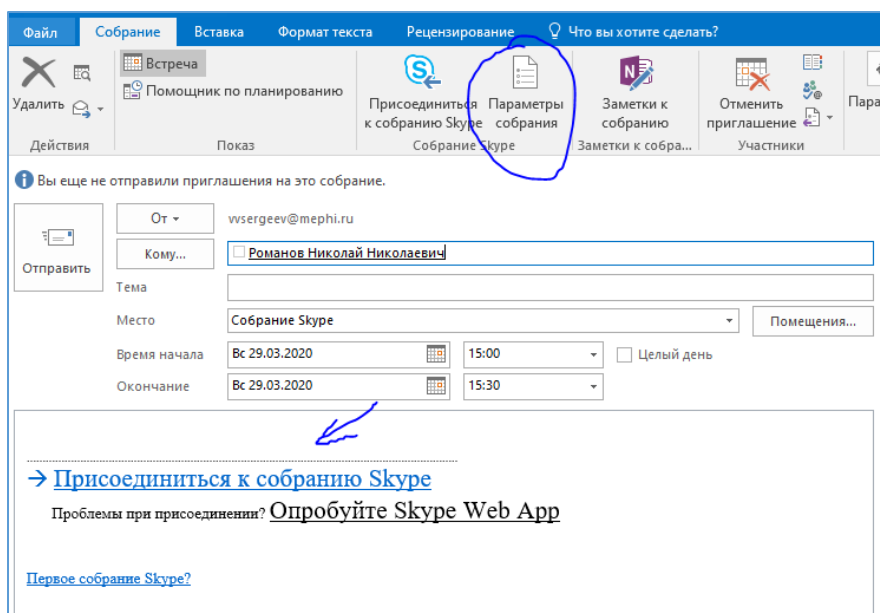 Файл Собрание Вставка Формат текста Рецензирование Что вы хотите сделать?
Удалить
Действия
Встреча
Помощник по планированию
Показ
Присоединиться
к собранию Skype
Параметры
собрания
Собрание Skype
Заметки к
собранию
Заметки к собра...
Отменить
приглашение
Участники
Пара
Вы еще не отправили приглашения на это собрание.
Отправить
От vvsergeev@mephi.ru
Кому... Романов Николай Николаевич
Тема
Место Собрание Skype Помещения...
Время начала Вс 29.03.2020 15:00 Целый день
Окончание Вс 29.03.2020 15:30
→ Присоединиться к собранию Skype
Проблемы при присоединении? Опробуйте Skype Web App
Первое собрание Skype?